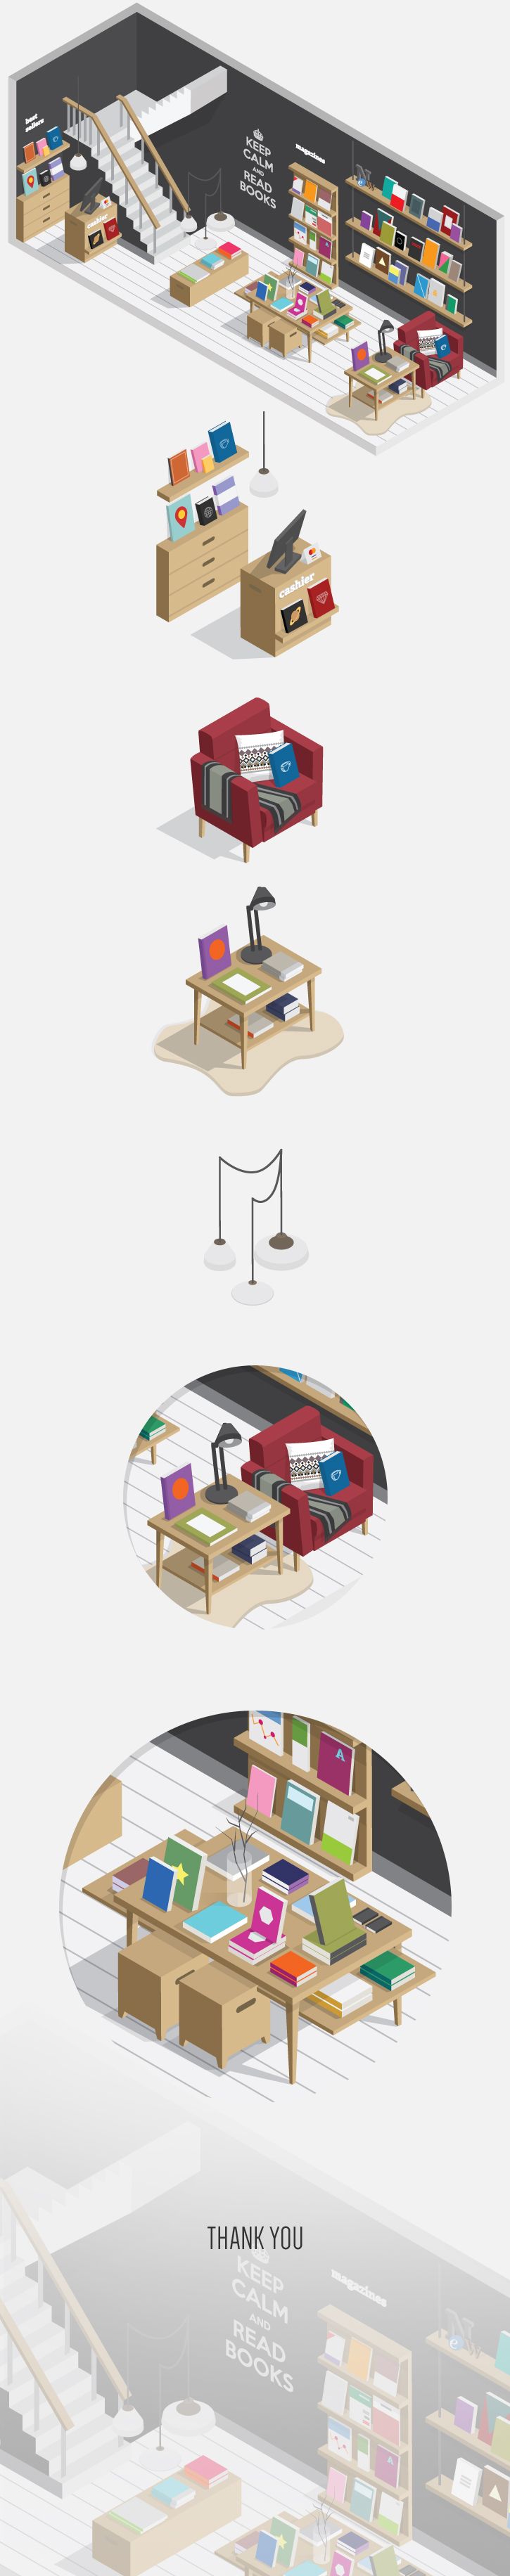 best
sellers
cashier
KEEP
CALM
AND
READ
BOOKS
magazines
cashier
A
THANK YOU
KEEP
CALM
AND
READ
BOOKS
magazines
A